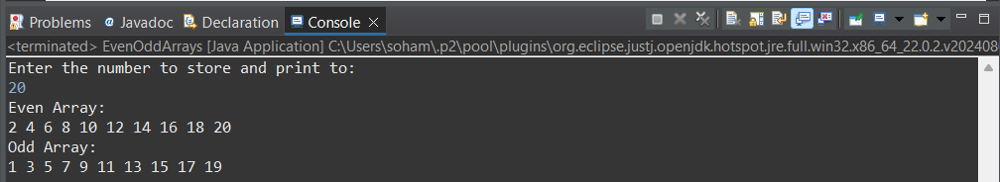 Problems Javadoc Declaration Console
<terminated> EvenOddArrays [Java Application] C:\Users\soham\.p2\pool\plugins\org.eclipse.justj.openjdk.hotspot.jre.full.win32.x86_64_22.0.2.v202408
Enter the number to store and print to:
20
Even Array:
2 4 6 8 10 12 14 16 18 20
Odd Array:
1 3 5 7 9 11 13 15 17 19